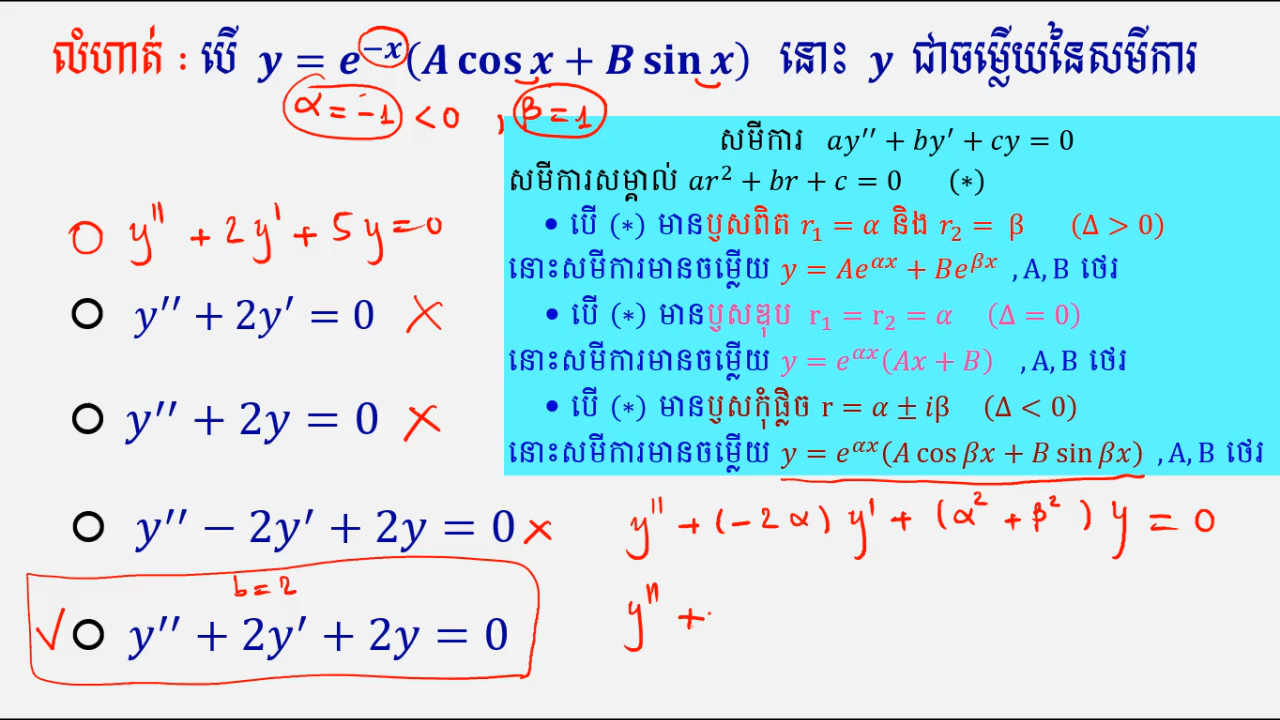 លំហាត់ : បើ y = e^{−x}(A cos x + B sin x) នោះ y ជាចម្លើយនៃសមីការ
α = −1 < 0 , β = 1
សមីការ ay′′ + by′ + cy = 0
សមីការសម្គាល់ ar² + br + c = 0 (∗)
• បើ (∗) មានឫសពិត r₁ = α និង r₂ = β (Δ > 0)
នោះសមីការមានចម្លើយ y = Ae^{αx} + Be^{βx} , A, B ថេរ
• បើ (∗) មានឫសឌុប r₁ = r₂ = α (Δ = 0)
នោះសមីការមានចម្លើយ y = e^{αx}(Ax + B) , A, B ថេរ
• បើ (∗) មានឫសកុំផ្លិច r = α ± iβ (Δ < 0)
នោះសមីការមានចម្លើយ y = e^{αx}(A cos βx + B sin βx) , A, B ថេរ
y′′ + 2y′ + 5y = 0
y′′ + 2y′ = 0 ×
y′′ + 2y = 0 ×
y′′ − 2y′ + 2y = 0 ×
b = 2
✓ y′′ + 2y′ + 2y = 0
y′′ + (−2α) y′ + (α² + β²) y = 0
y′′ +